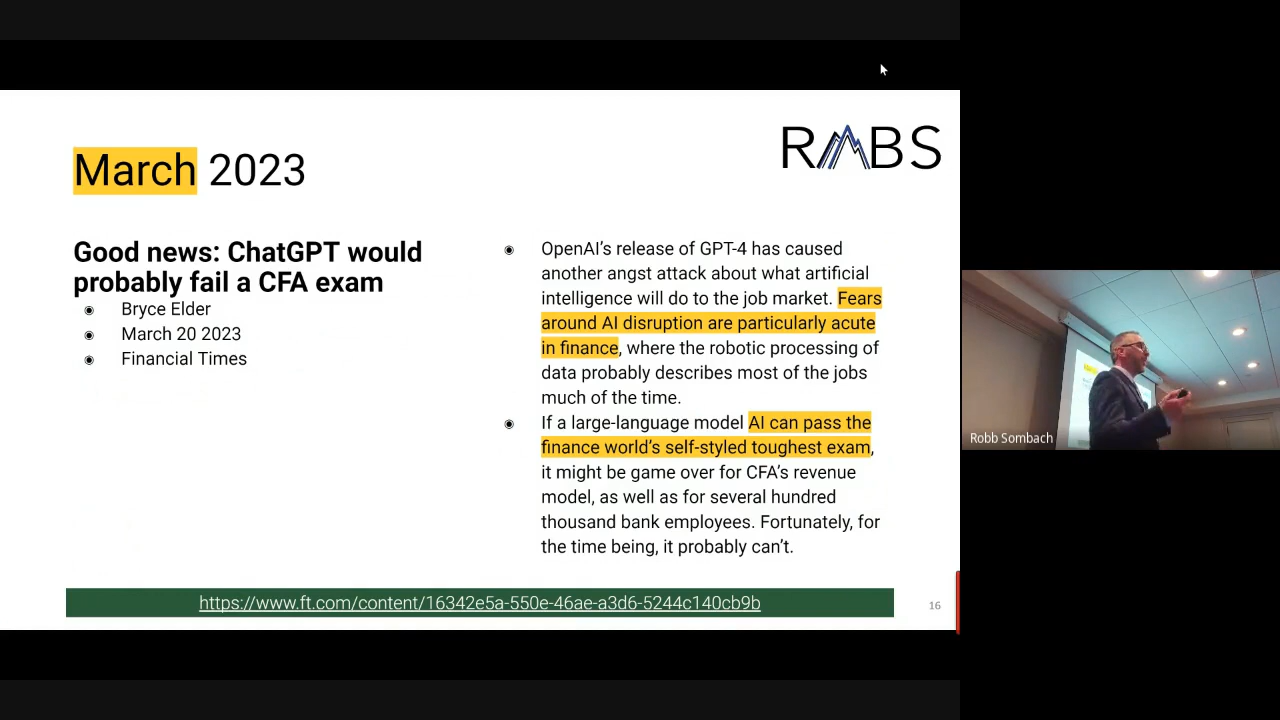 RMBS
March 2023
Good news: ChatGPT would
probably fail a CFA exam
Bryce Elder
March 20 2023
Financial Times
OpenAI's release of GPT-4 has caused
another angst attack about what artificial
intelligence will do to the job market. Fears
around AI disruption are particularly acute
in finance, where the robotic processing of
data probably describes most of the jobs
much of the time.
If a large-language model AI can pass the
finance world's self-styled toughest exam,
it might be game over for CFA's revenue
model, as well as for several hundred
thousand bank employees. Fortunately, for
the time being, it probably can't.
https://www.ft.com/content/16342e5a-550e-46ae-a3d6-5244c140cb9b
16
Robb Sombach